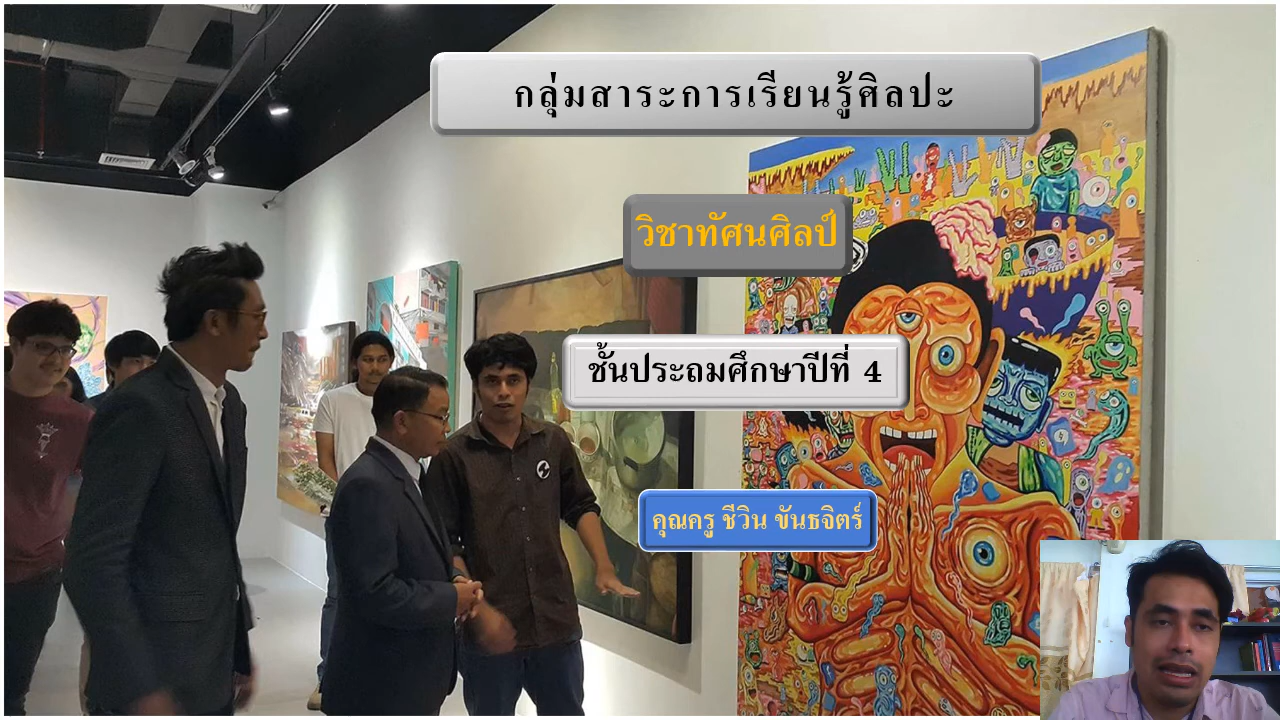 กลุ่มสาระการเรียนรู้ศิลปะ
วิชาทัศนศิลป์
ชั้นประถมศึกษาปีที่ 4
คุณครู ชีวิน ขันธจิตร์